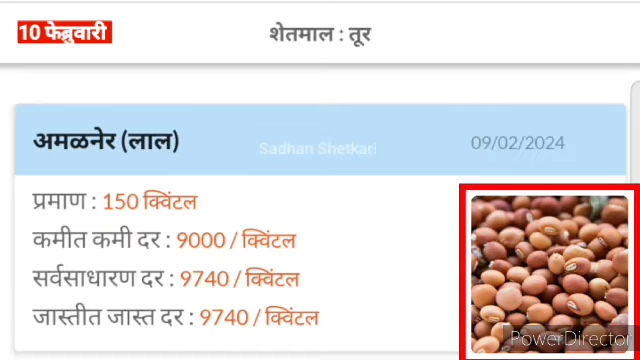 10 फेब्रुवारी
शेतमाल : तूर
अमळनेर (लाल)
Sadhan Shetkari
09/02/2024
प्रमाण : 150 क्विंटल
कमीत कमी दर : 9000 / क्विंटल
सर्वसाधारण दर : 9740 / क्विंटल
जास्तीत जास्त दर : 9740 / क्विंटल
PowerDirector